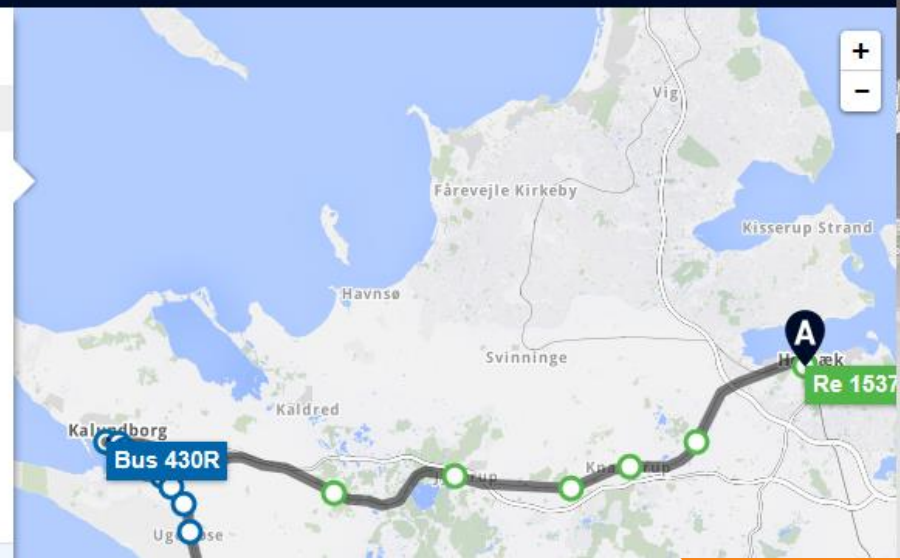 +
Vig
−
Fårevejle Kirkeby
Kisserup Strand
Havnsø
A
Svinninge
Re 1537
Kaldred
Kalundborg
Bus 430R